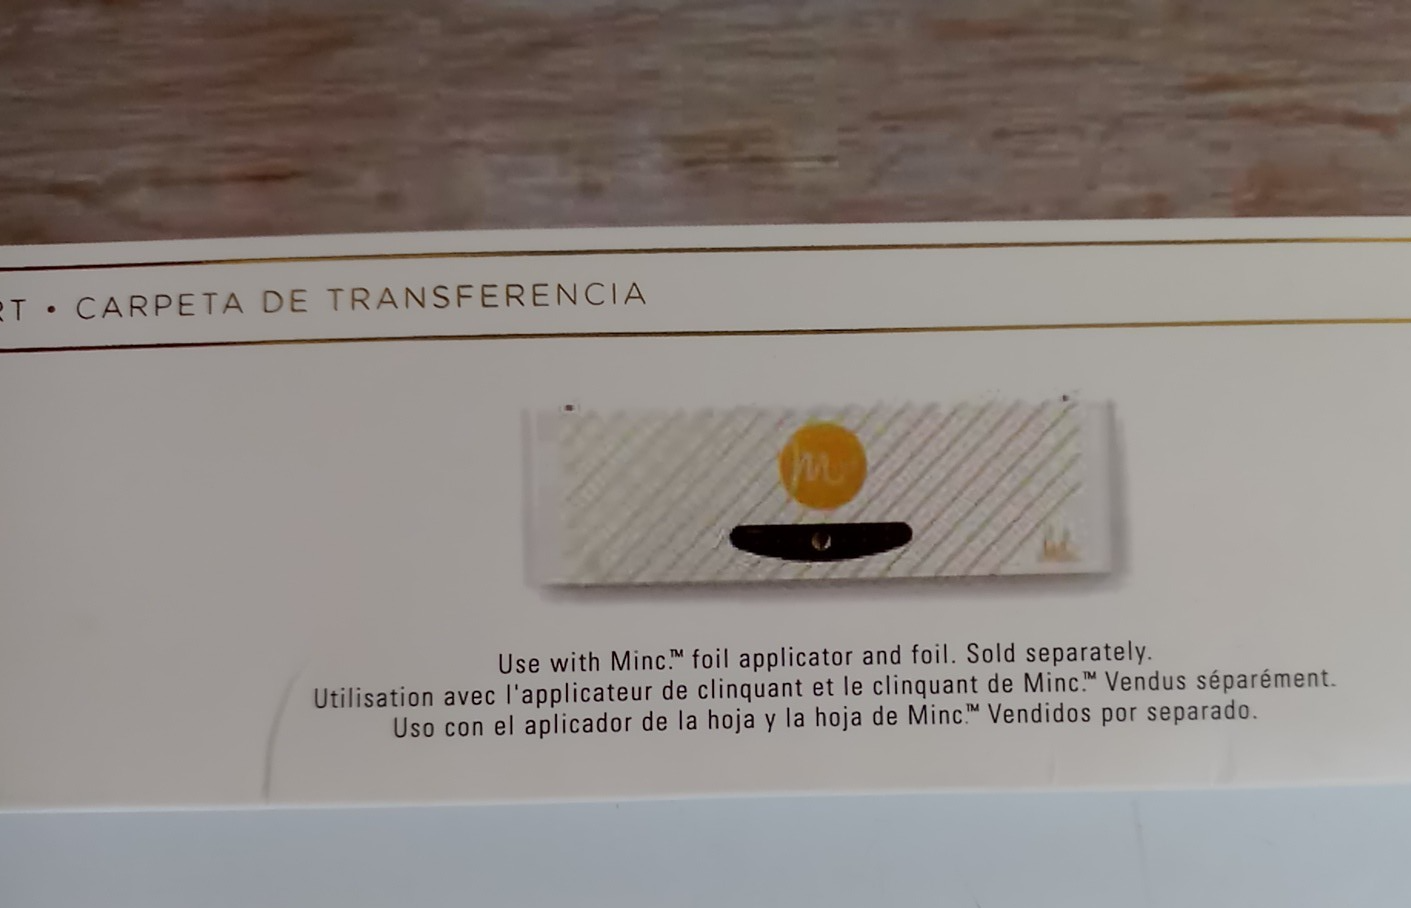 RT • CARPETA DE TRANSFERENCIA
m
Use with Minc.™ foil applicator and foil. Sold separately.
Utilisation avec l'applicateur de clinquant et le clinquant de Minc.™ Vendus séparément.
Uso con el aplicador de la hoja y la hoja de Minc.™ Vendidos por separado.